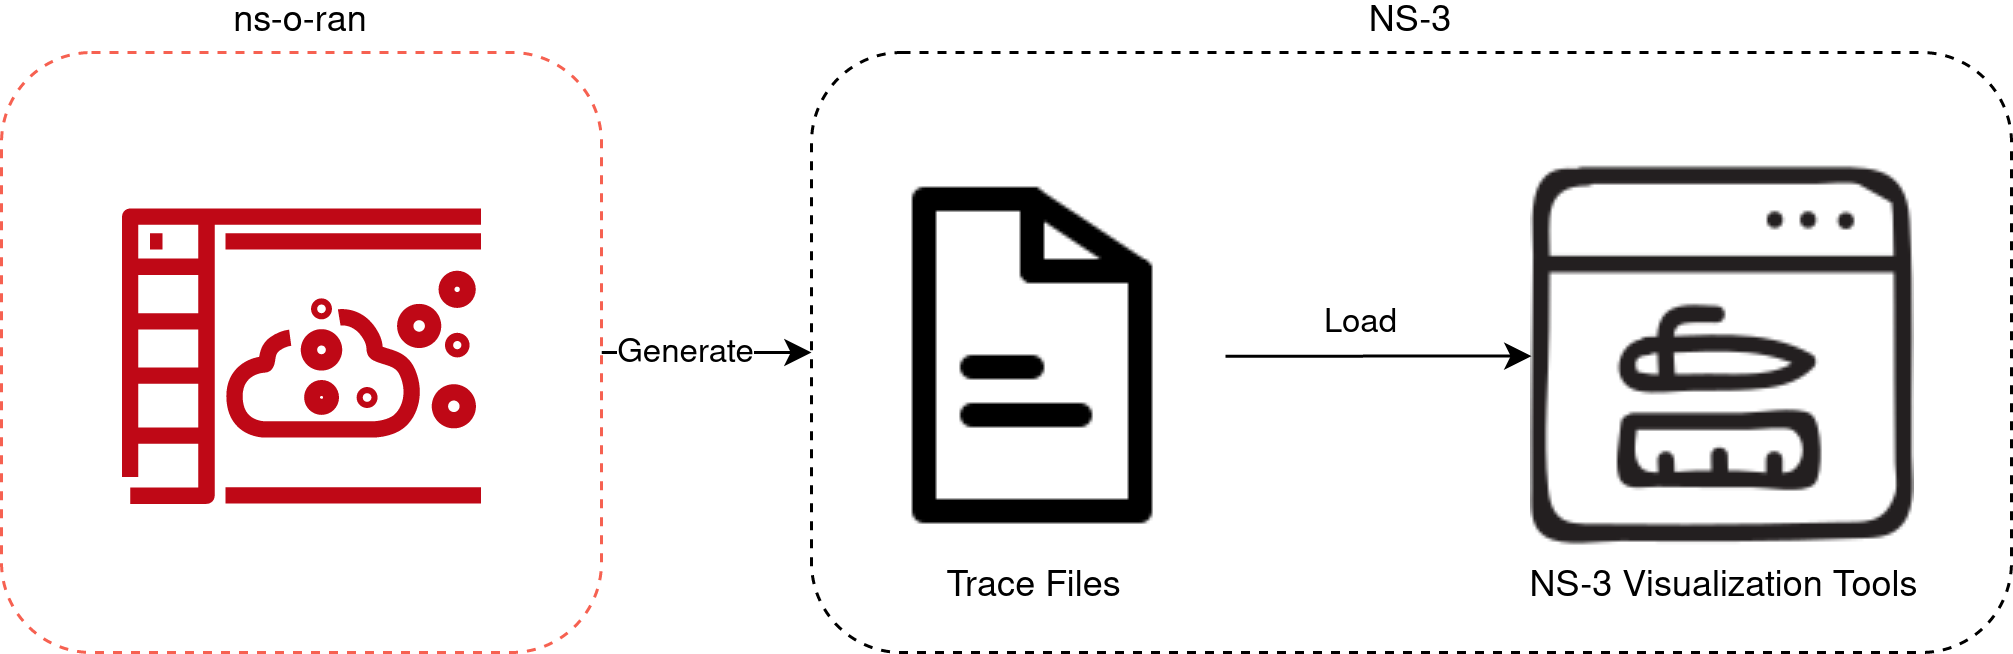 ns-o-ran
NS-3
Generate
Load
Trace Files
NS-3 Visualization Tools